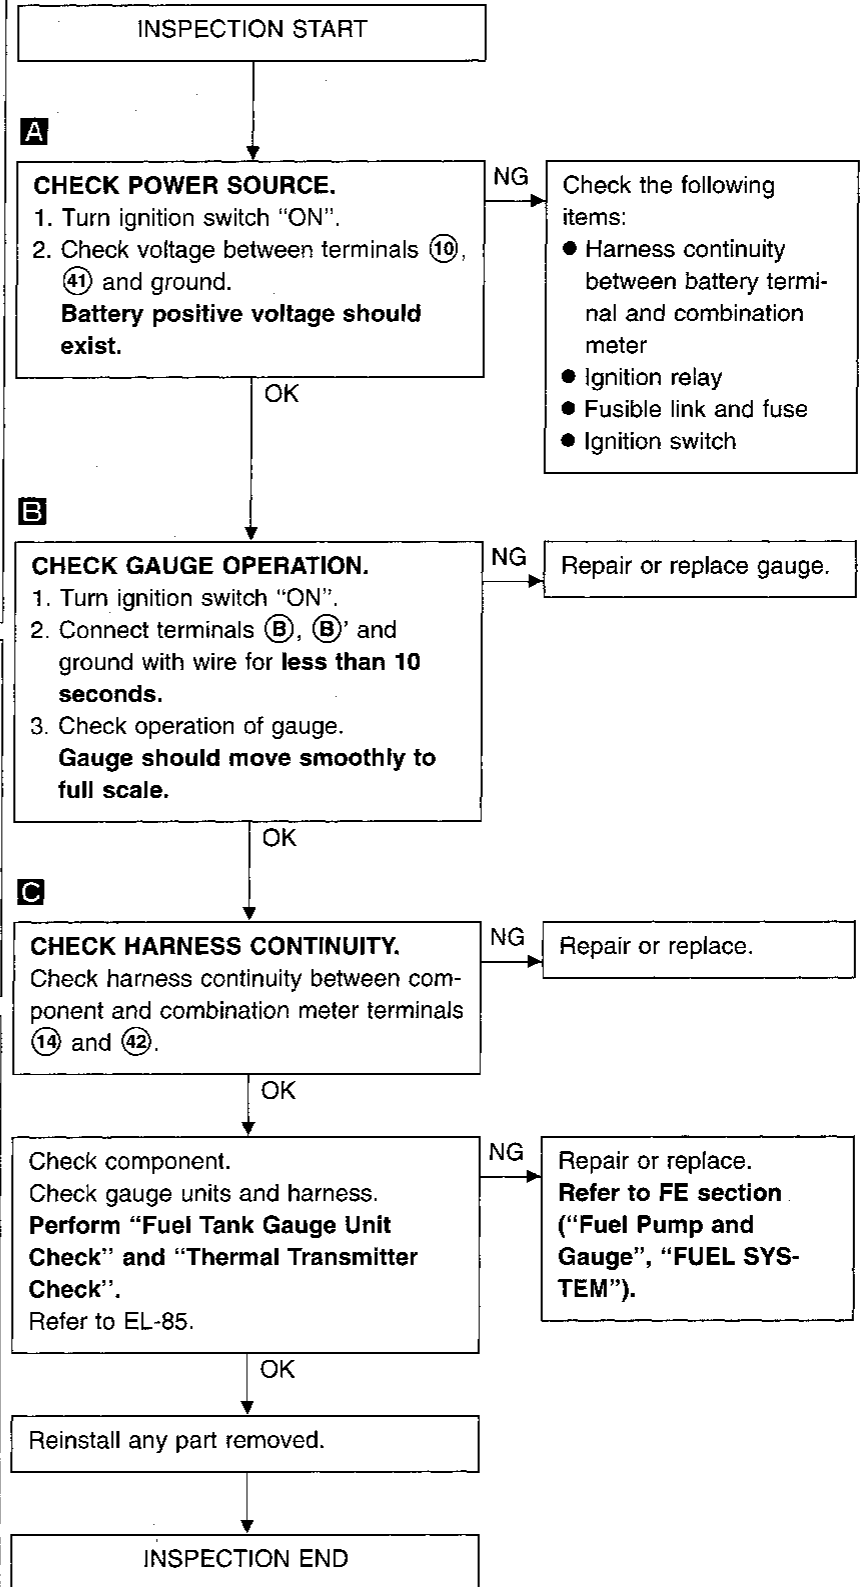 INSPECTION START
A
CHECK POWER SOURCE.
1. Turn ignition switch “ON”.
2. Check voltage between terminals ⑩,
㊶ and ground.
Battery positive voltage should
exist.
NG
Check the following
items:
● Harness continuity
between battery termi-
nal and combination
meter
● Ignition relay
● Fusible link and fuse
● Ignition switch
OK
B
CHECK GAUGE OPERATION.
1. Turn ignition switch “ON”.
2. Connect terminals Ⓑ, Ⓑ’ and
ground with wire for less than 10
seconds.
3. Check operation of gauge.
Gauge should move smoothly to
full scale.
NG
Repair or replace gauge.
OK
C
CHECK HARNESS CONTINUITY.
Check harness continuity between com-
ponent and combination meter terminals
⑭ and ㊷.
NG
Repair or replace.
OK
Check component.
Check gauge units and harness.
Perform “Fuel Tank Gauge Unit
Check” and “Thermal Transmitter
Check”.
Refer to EL-85.
NG
Repair or replace.
Refer to FE section
(“Fuel Pump and
Gauge”, “FUEL SYS-
TEM”).
OK
Reinstall any part removed.
INSPECTION END